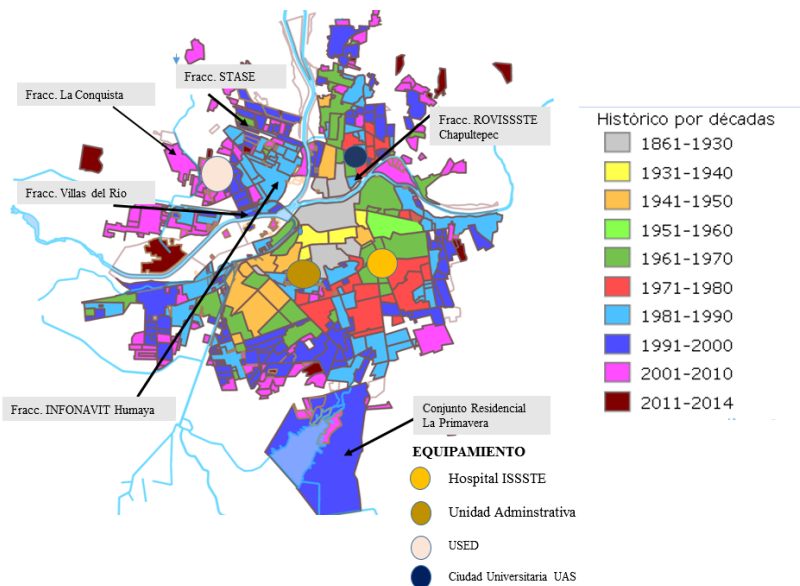 Fracc. STASE
Fracc. La Conquista
Fracc. ROVISSSTE
Chapultepec
Fracc. Villas del Rio
Fracc. INFONAVIT Humaya
Conjunto Residencial
La Primavera
Histórico por décadas
1861-1930
1931-1940
1941-1950
1951-1960
1961-1970
1971-1980
1981-1990
1991-2000
2001-2010
2011-2014
EQUIPAMIENTO
Hospital ISSSTE
Unidad Adminstrativa
USED
Ciudad Universitaria UAS